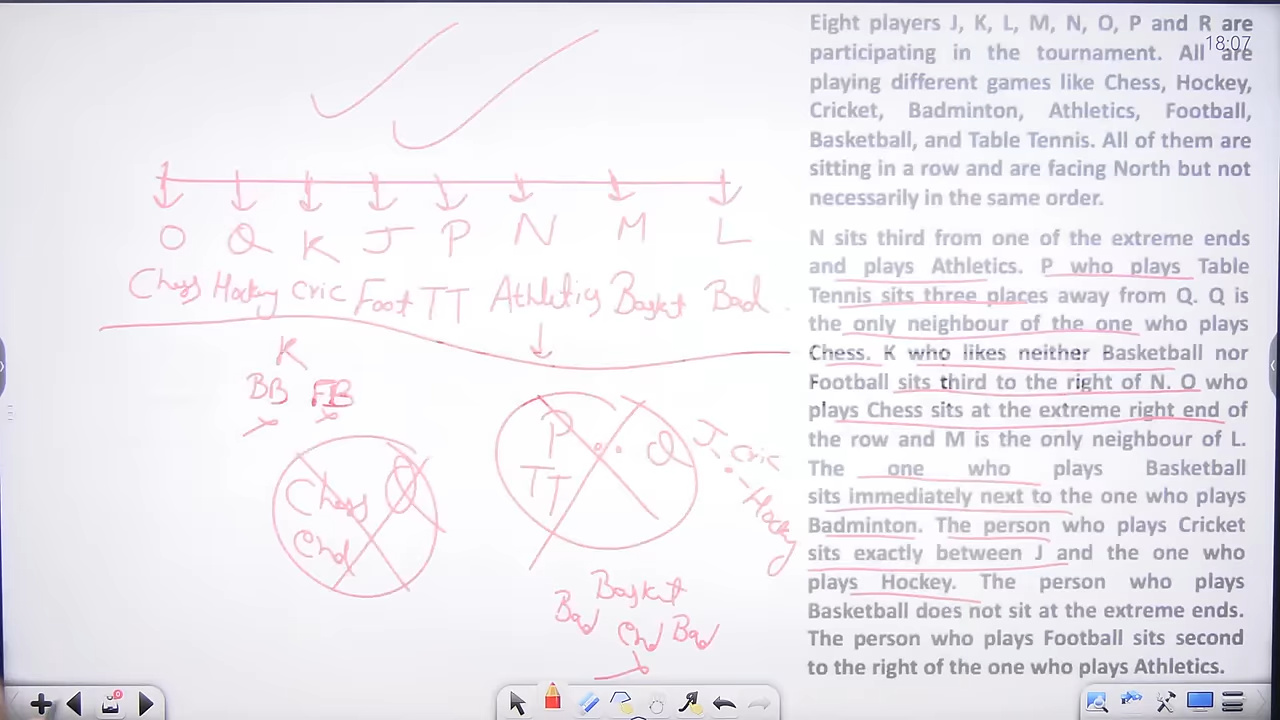 Eight players J, K, L, M, N, O, P and R are
participating in the tournament. All are
18:07
playing different games like Chess, Hockey,
Cricket, Badminton, Athletics, Football,
Basketball, and Table Tennis. All of them are
sitting in a row and are facing North but not
necessarily in the same order.
N sits third from one of the extreme ends
and plays Athletics. P who plays Table
Tennis sits three places away from Q. Q is
the only neighbour of the one who plays
Chess. K who likes neither Basketball nor
Football sits third to the right of N. O who
plays Chess sits at the extreme right end of
the row and M is the only neighbour of L.
The one who plays Basketball
sits immediately next to the one who plays
Badminton. The person who plays Cricket
sits exactly between J and the one who
plays Hockey. The person who plays
Basketball does not sit at the extreme ends.
The person who plays Football sits second
to the right of the one who plays Athletics.
O Q K J P N M L
Chess Hockey Cric Foot TT Athletics Basket Bad
K
BB FB
Chess O
End
P Q
TT
J Cric
Hockey
Basket
Bad End Bad